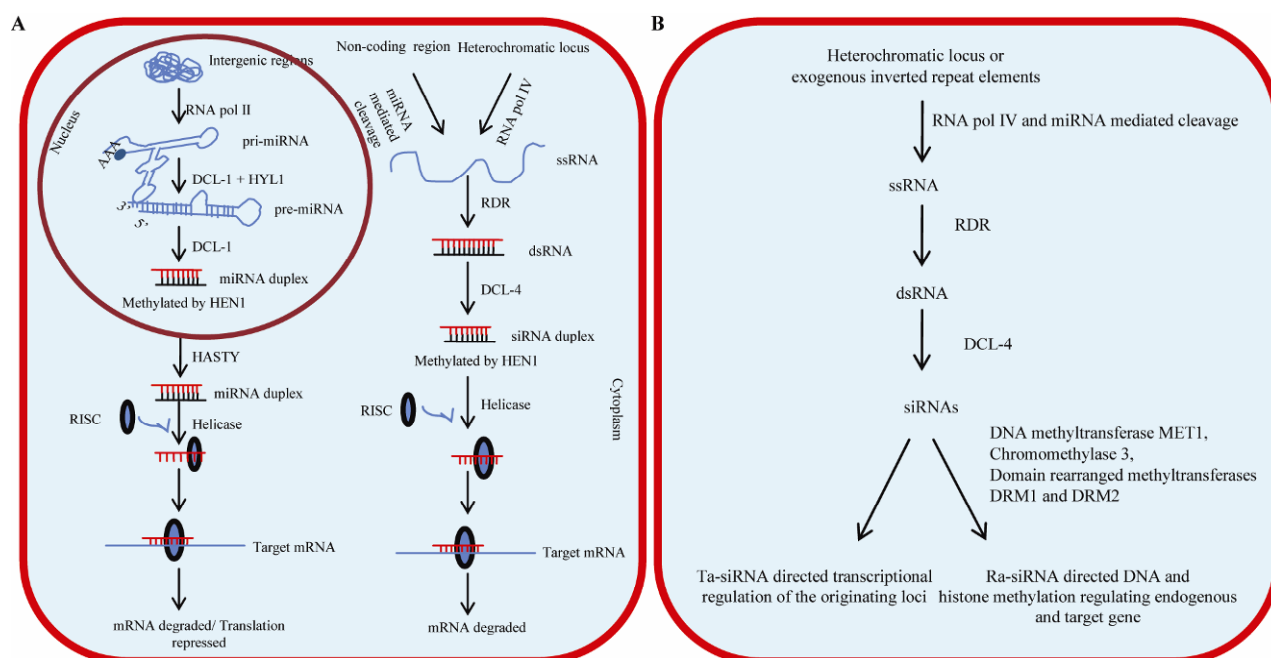 A
Intergenic regions
Nucleus
RNA pol II
AAA
pri-miRNA
DCL-1 + HYL1
3'
5'
pre-miRNA
DCL-1
miRNA duplex
Methylated by HEN1
HASTY
miRNA duplex
RISC
Helicase
Target mRNA
mRNA degraded/ Translation
repressed
Non-coding region
Heterochromatic locus
miRNA
mediated
cleavage
RNA pol IV
ssRNA
RDR
dsRNA
DCL-4
siRNA duplex
Methylated by HEN1
Cytoplasm
RISC
Helicase
Target mRNA
mRNA degraded
B
Heterochromatic locus or
exogenous inverted repeat elements
RNA pol IV and miRNA mediated cleavage
ssRNA
RDR
dsRNA
DCL-4
siRNAs
DNA methyltransferase MET1,
Chromomethylase 3,
Domain rearranged methyltransferases
DRM1 and DRM2
Ta-siRNA directed transcriptional
regulation of the originating loci
Ra-siRNA directed DNA and
histone methylation regulating endogenous
and target gene